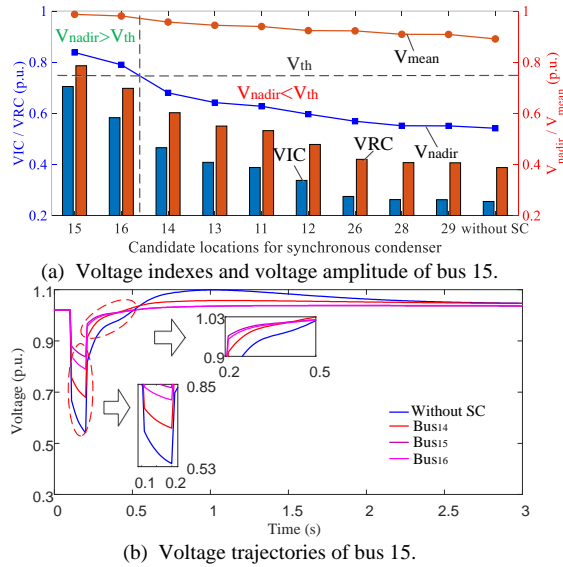 1
0.8
0.6
0.4
0.2
VIC / VRC (p.u.)
Vnadir>Vth
Vmean
Vth
Vnadir<Vth
VIC
VRC
Vnadir
1
0.8
0.6
0.4
0.2
Vnadir / Vmean (p.u.)
15 16 14 13 11 12 26 28 29 without SC
Candidate locations for synchronous condenser
(a) Voltage indexes and voltage amplitude of bus 15.
1.1
0.9
0.7
0.5
0.3
Voltage (p.u.)
1.03
0.9
0.2 0.5
0.85
0.53
0.1 0.2
Without SC
Bus14
Bus15
Bus16
0 0.5 1 1.5 2 2.5 3
Time (s)
(b) Voltage trajectories of bus 15.